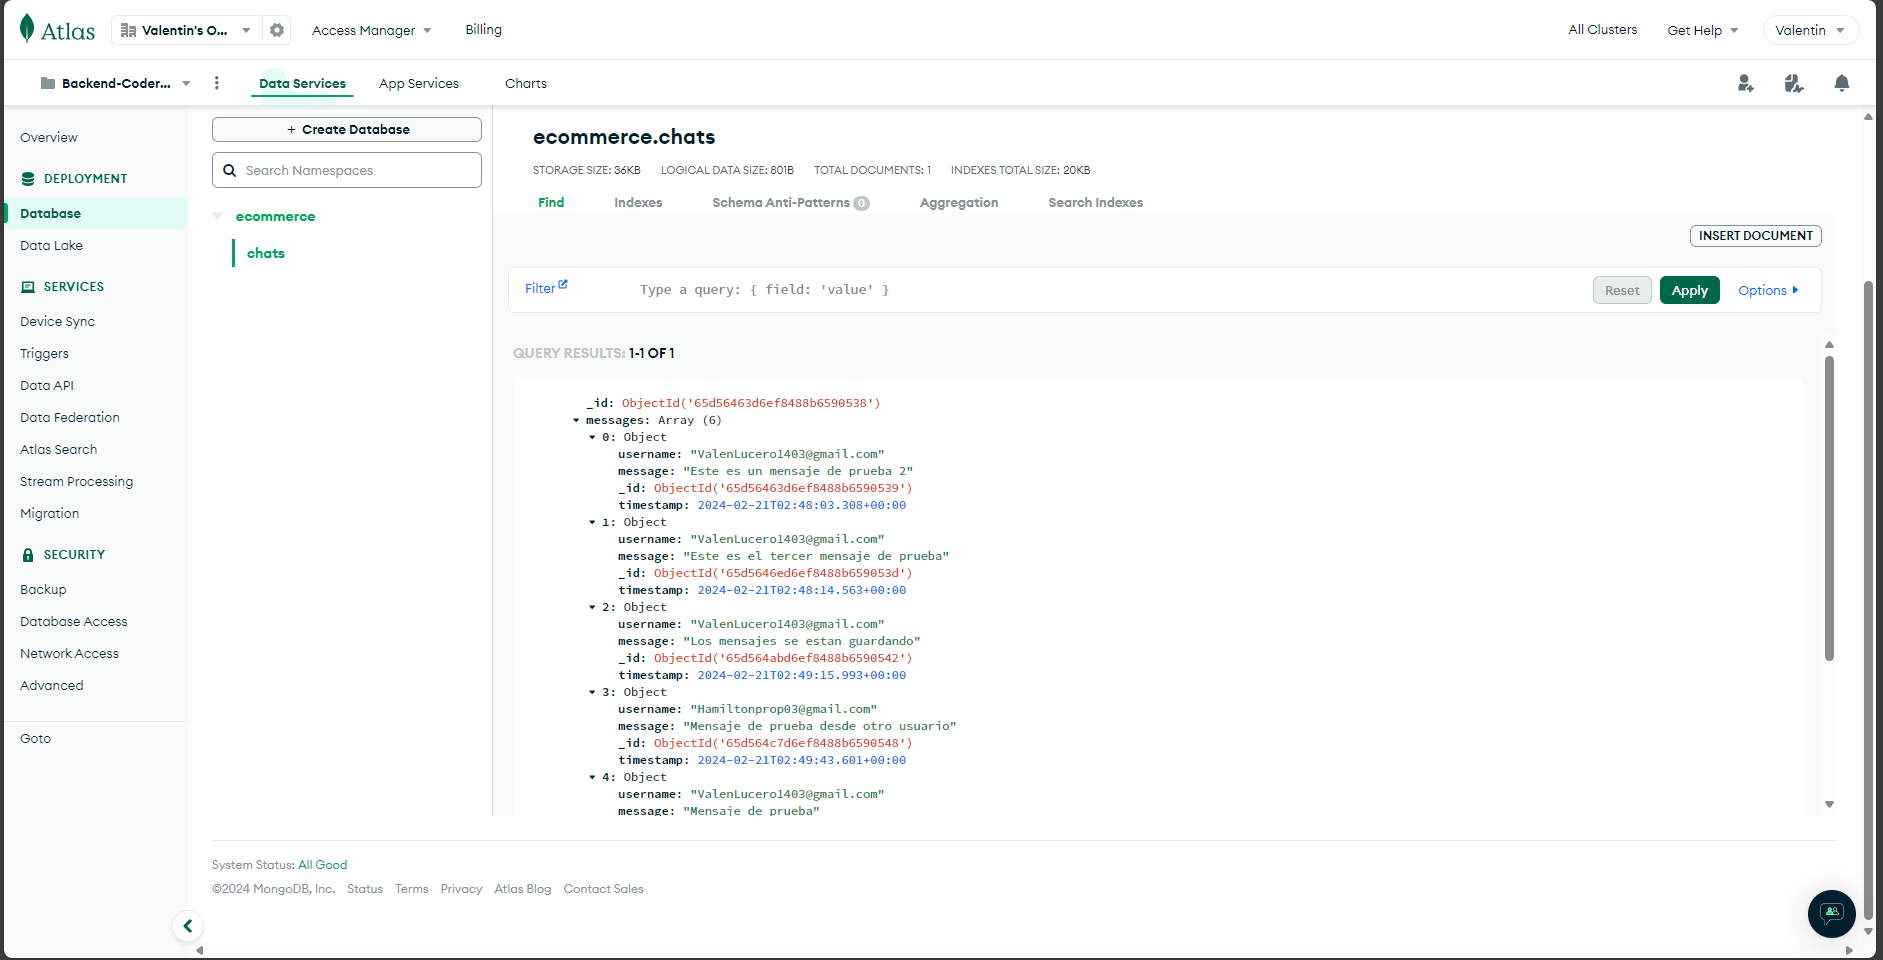 Atlas
Valentin's O...
Access Manager
Billing
All Clusters
Get Help
Valentin
Backend-Coder...
Data Services
App Services
Charts
Overview
DEPLOYMENT
Database
Data Lake
SERVICES
Device Sync
Triggers
Data API
Data Federation
Atlas Search
Stream Processing
Migration
SECURITY
Backup
Database Access
Network Access
Advanced
Goto
+ Create Database
Search Namespaces
ecommerce
chats
ecommerce.chats
STORAGE SIZE: 36KB LOGICAL DATA SIZE: 801B TOTAL DOCUMENTS: 1 INDEXES TOTAL SIZE: 20KB
Find Indexes Schema Anti-Patterns 0 Aggregation Search Indexes
INSERT DOCUMENT
Filter Type a query: { field: 'value' } Reset Apply Options
QUERY RESULTS: 1-1 OF 1
_id: ObjectId('65d56463d6ef8488b6590538')
messages: Array (6)
0: Object
username: "ValenLucero1403@gmail.com"
message: "Este es un mensaje de prueba 2"
_id: ObjectId('65d56463d6ef8488b6590539')
timestamp: 2024-02-21T02:48:03.308+00:00
1: Object
username: "ValenLucero1403@gmail.com"
message: "Este es el tercer mensaje de prueba"
_id: ObjectId('65d5646ed6ef8488b659053d')
timestamp: 2024-02-21T02:48:14.563+00:00
2: Object
username: "ValenLucero1403@gmail.com"
message: "Los mensajes se estan guardando"
_id: ObjectId('65d564abd6ef8488b6590542')
timestamp: 2024-02-21T02:49:15.993+00:00
3: Object
username: "Hamiltonprop03@gmail.com"
message: "Mensaje de prueba desde otro usuario"
_id: ObjectId('65d564c7d6ef8488b6590548')
timestamp: 2024-02-21T02:49:43.601+00:00
4: Object
username: "ValenLucero1403@gmail.com"
message: "Mensaje de prueba"
System Status: All Good
©2024 MongoDB, Inc. Status Terms Privacy Atlas Blog Contact Sales